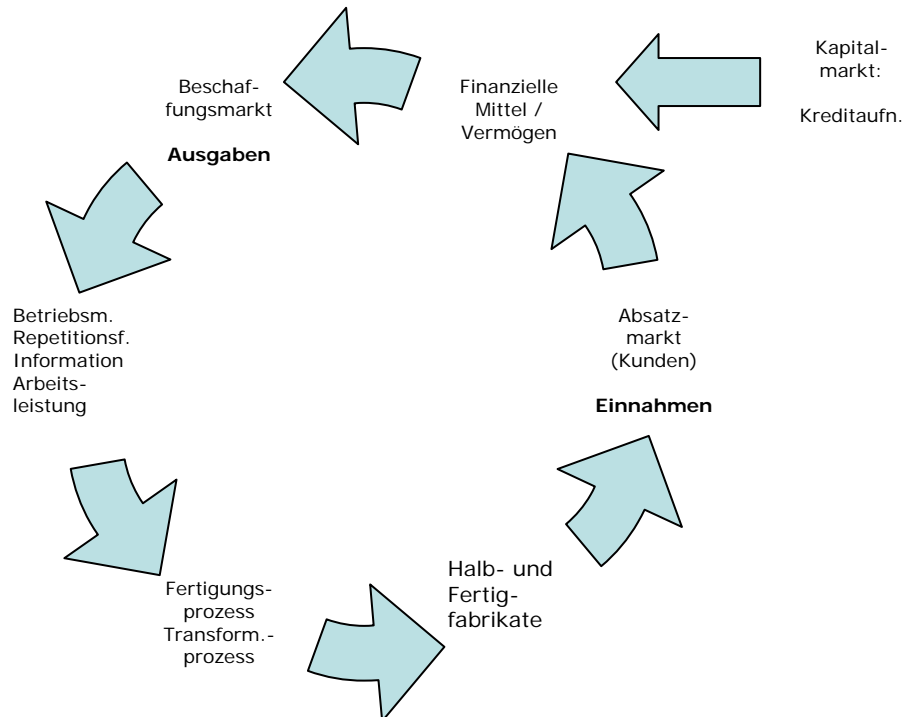 Beschaf-
fungsmarkt
Ausgaben
Finanzielle
Mittel /
Vermögen
Kapital-
markt:
Kreditaufn.
Betriebsm.
Repetitionsf.
Information
Arbeits-
leistung
Absatz-
markt
(Kunden)
Einnahmen
Fertigungs-
prozess
Transform.-
prozess
Halb- und
Fertig-
fabrikate